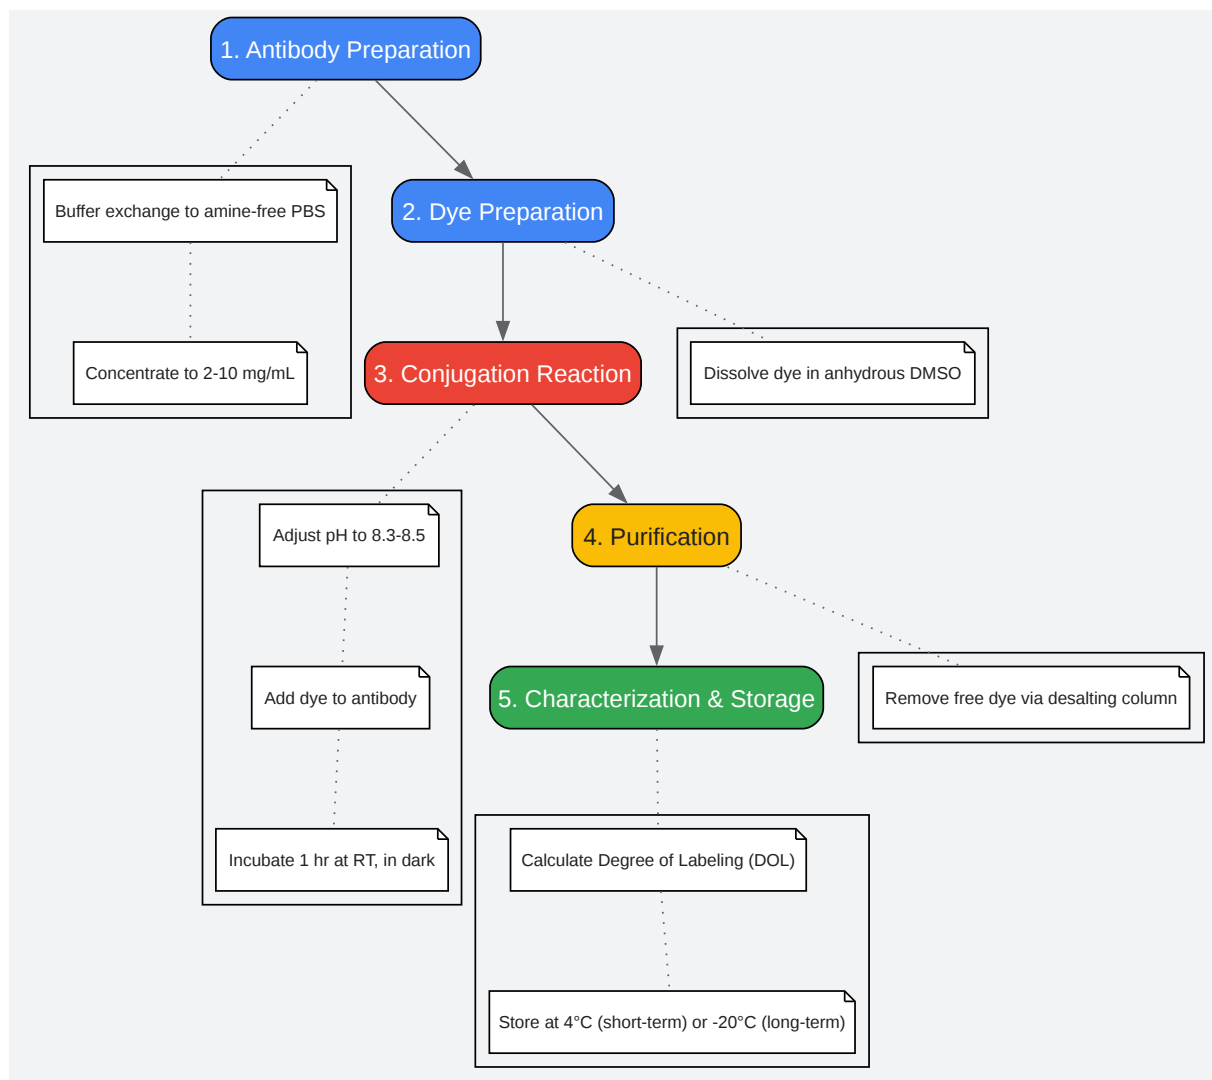 1. Antibody Preparation
Buffer exchange to amine-free PBS
Concentrate to 2-10 mg/mL
2. Dye Preparation
Dissolve dye in anhydrous DMSO
3. Conjugation Reaction
Adjust pH to 8.3-8.5
Add dye to antibody
Incubate 1 hr at RT, in dark
4. Purification
Remove free dye via desalting column
5. Characterization & Storage
Calculate Degree of Labeling (DOL)
Store at 4°C (short-term) or -20°C (long-term)